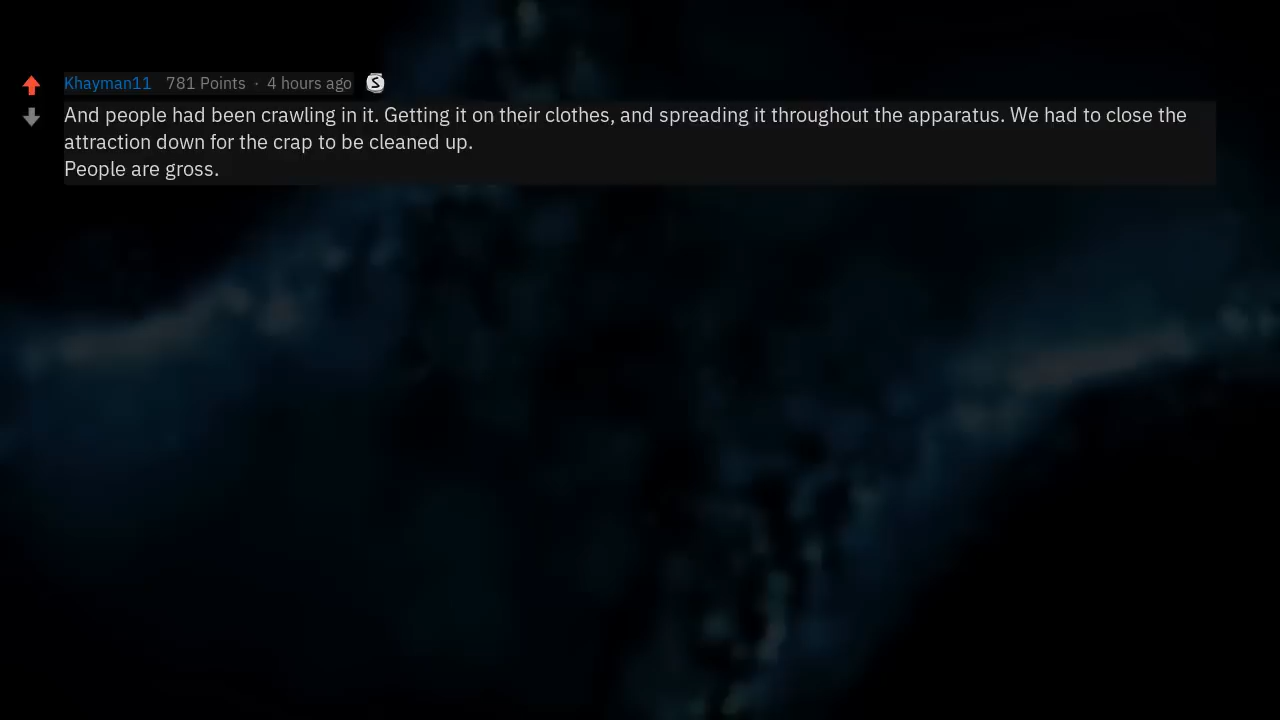 Khayman11 781 Points · 4 hours ago
And people had been crawling in it. Getting it on their clothes, and spreading it throughout the apparatus. We had to close the
attraction down for the crap to be cleaned up.
People are gross.